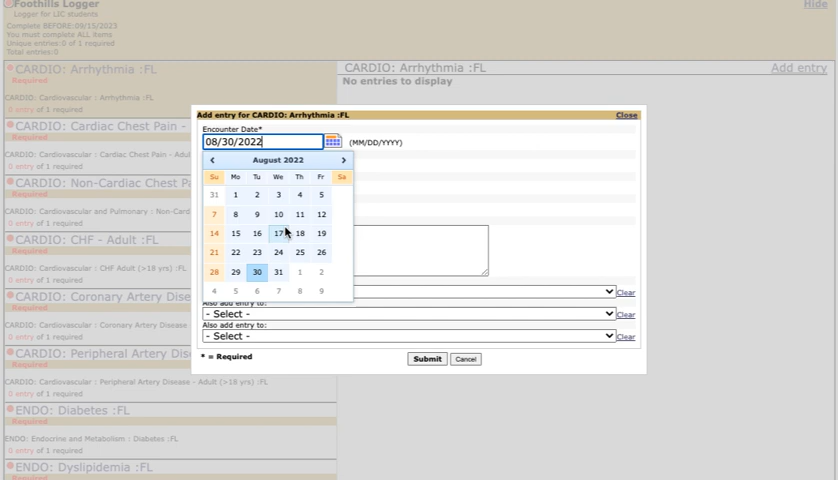 Foothills Logger
Hide
Logger for LIC students
Complete BEFORE:09/15/2023
You must complete ALL items
Unique entries:0 of 1 required
Total entries:0
CARDIO: Arrhythmia :FL
Required
CARDIO: Cardiovascular : Arrhythmia :FL
0 entry of 1 required
CARDIO: Cardiac Chest Pain -
Required
CARDIO: Cardiovascular : Cardiac Chest Pain - Adul
0 entry of 1 required
Non-Cardiac Chest Pa
Required
CARDIO: Cardiovascular and Pulmonary : Non-Card
0 entry of 1 required
CARDIO: CHF - Adult :FL
Required
CARDIO: Cardiovascular : CHF Adult (>18 yrs) :FL
0 entry of 1 required
CARDIO: Coronary Artery Dise
Required
CARDIO: Cardiovascular : Coronary Artery Disease
0 entry of 1 required
CARDIO: Peripheral Artery Dis
Required
CARDIO: Cardiovascular : Peripheral Artery Disease - Adult (>18 yrs) :FL
0 entry of 1 required
ENDO: Diabetes :FL
Required
ENDO: Endocrine and Metabolism : Diabetes :FL
0 entry of 1 required
ENDO: Dyslipidemia :FL
CARDIO: Arrhythmia :FL
Add entry
No entries to display
Add entry for CARDIO: Arrhythmia :FL
Close
Encounter Date*
08/30/2022
(MM/DD/YYYY)
August 2022
Su Mo Tu We Th Fr Sa
31 1 2 3 4 5
7 8 9 10 11 12
14 15 16 17 18 19
21 22 23 24 25 26
28 29 30 31 1 2
4 5 6 7 8 9
Clear
Also add entry to:
- Select -
Clear
Also add entry to:
- Select -
Clear
* = Required
Submit
Cancel